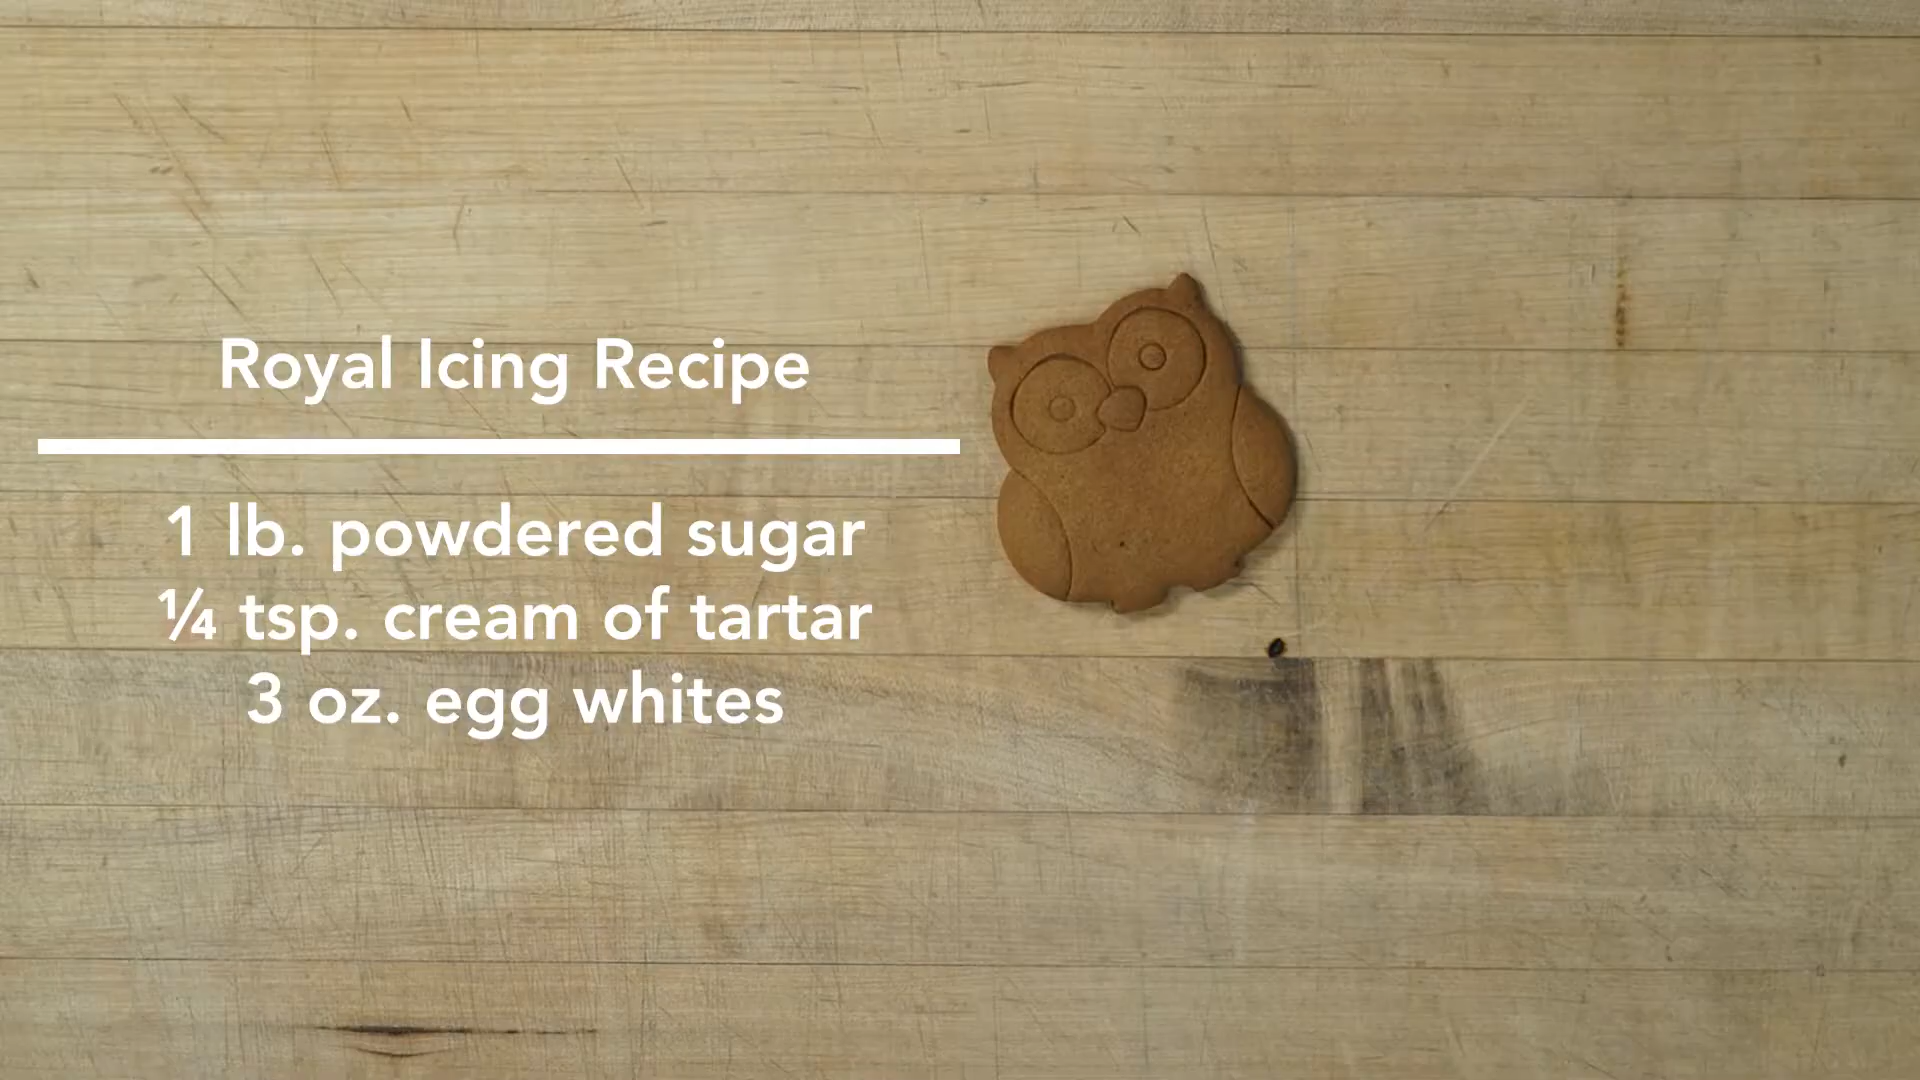 Royal Icing Recipe
1 lb. powdered sugar
¼ tsp. cream of tartar
3 oz. egg whites